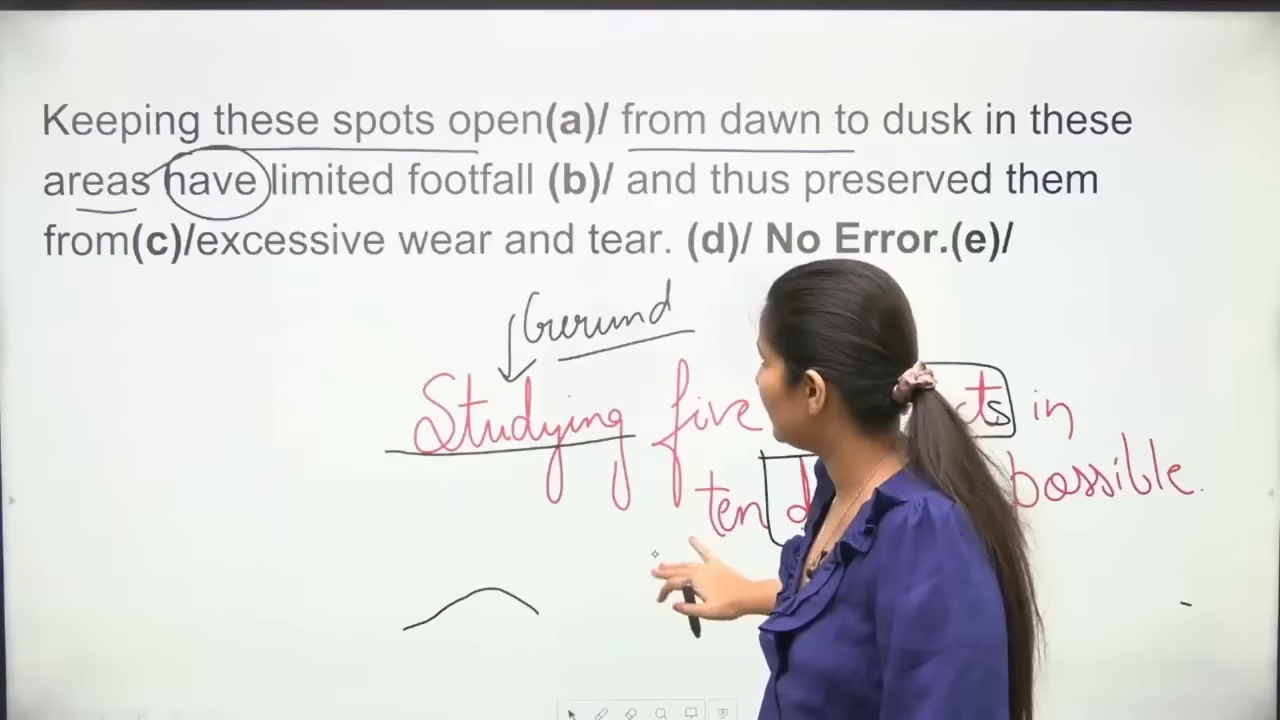 Keeping these spots open(a)/ from dawn to dusk in these
areas have limited footfall (b)/ and thus preserved them
from(c)/excessive wear and tear. (d)/ No Error.(e)/
Gerund
Studying five in
ten possible.